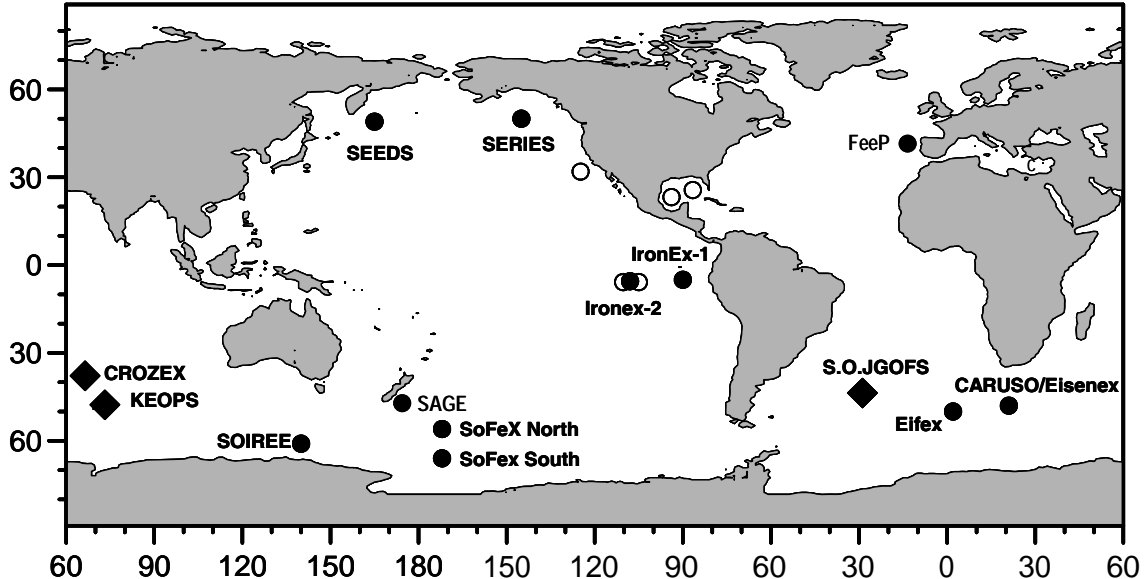 60
30
0
30
60
SEEDS
SERIES
FeeP
IronEx-1
Ironex-2
CROZEX
KEOPS
S.O.JGOFS
CARUSO/Eisenex
Eifex
SAGE
SoFeX North
SOIREE
SoFex South
60 90 120 150 180 150 120 90 60 30 0 30 60